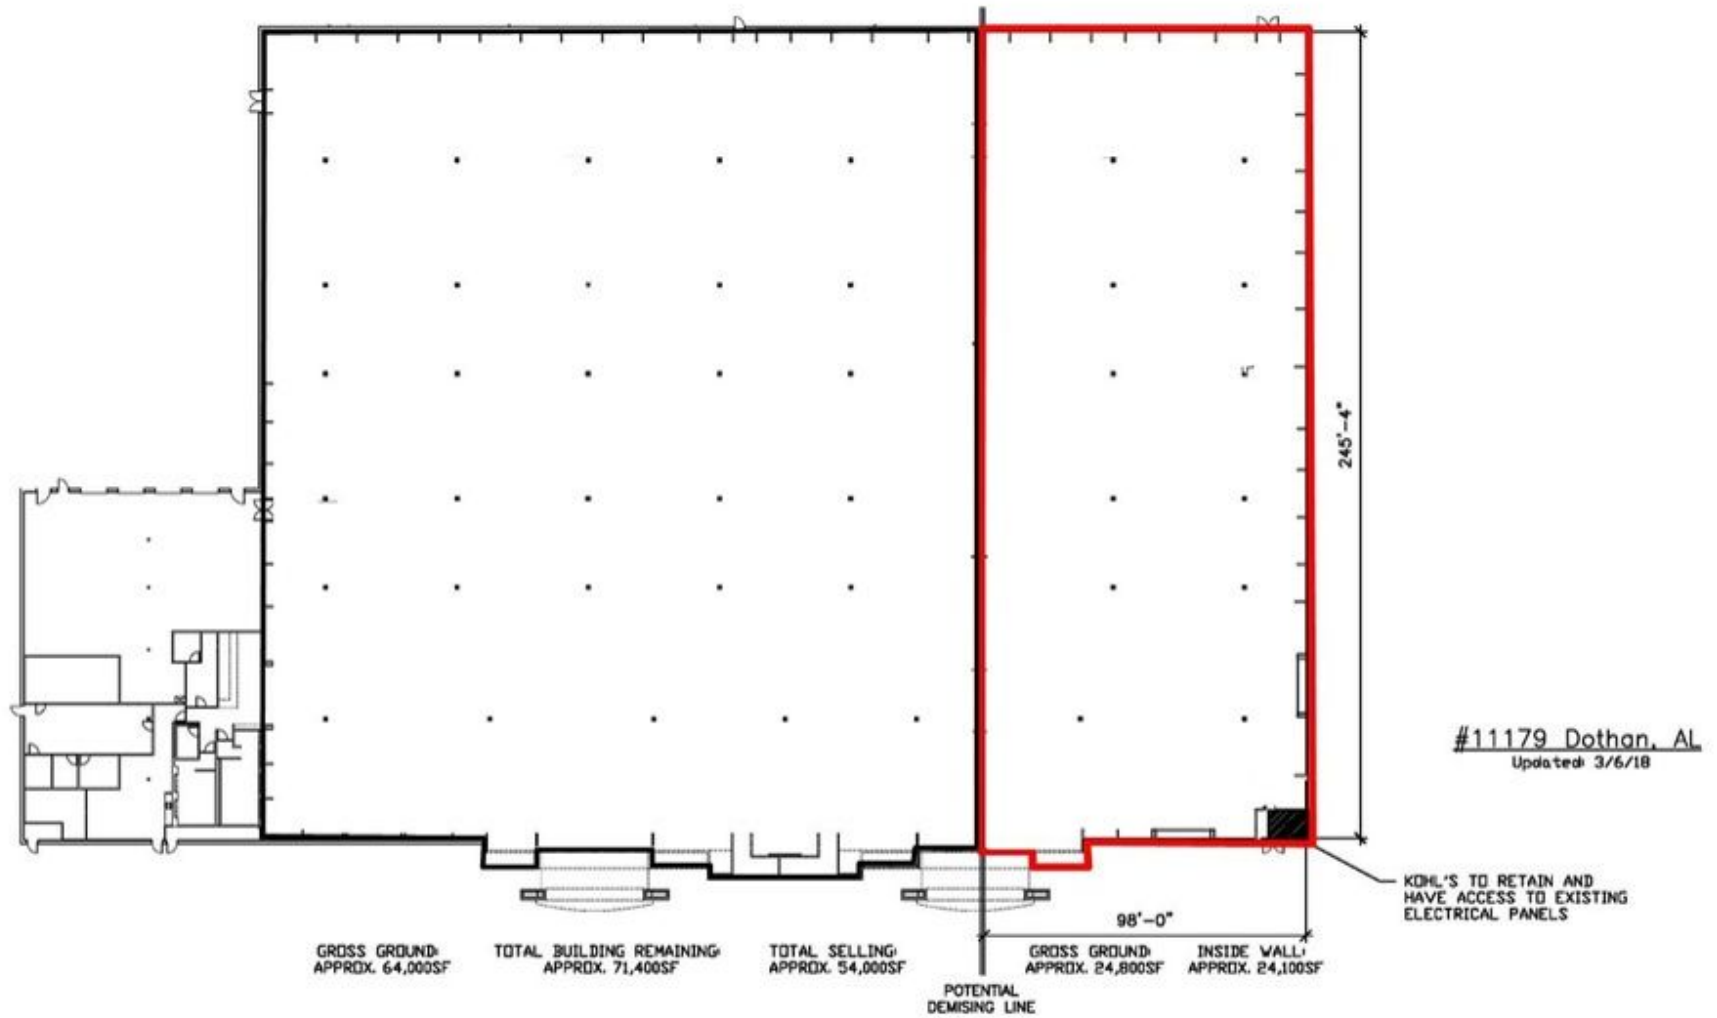 245'-4"
#11179 Dothan, AL
Updated: 3/6/18
KOHL'S TO RETAIN AND
HAVE ACCESS TO EXISTING
ELECTRICAL PANELS
98'-0"
GROSS GROUND:
APPROX. 64,000SF
TOTAL BUILDING REMAINING:
APPROX. 71,400SF
TOTAL SELLING:
APPROX. 54,000SF
GROSS GROUND:
APPROX. 24,800SF
INSIDE WALL:
APPROX. 24,100SF
POTENTIAL
DEMISING LINE